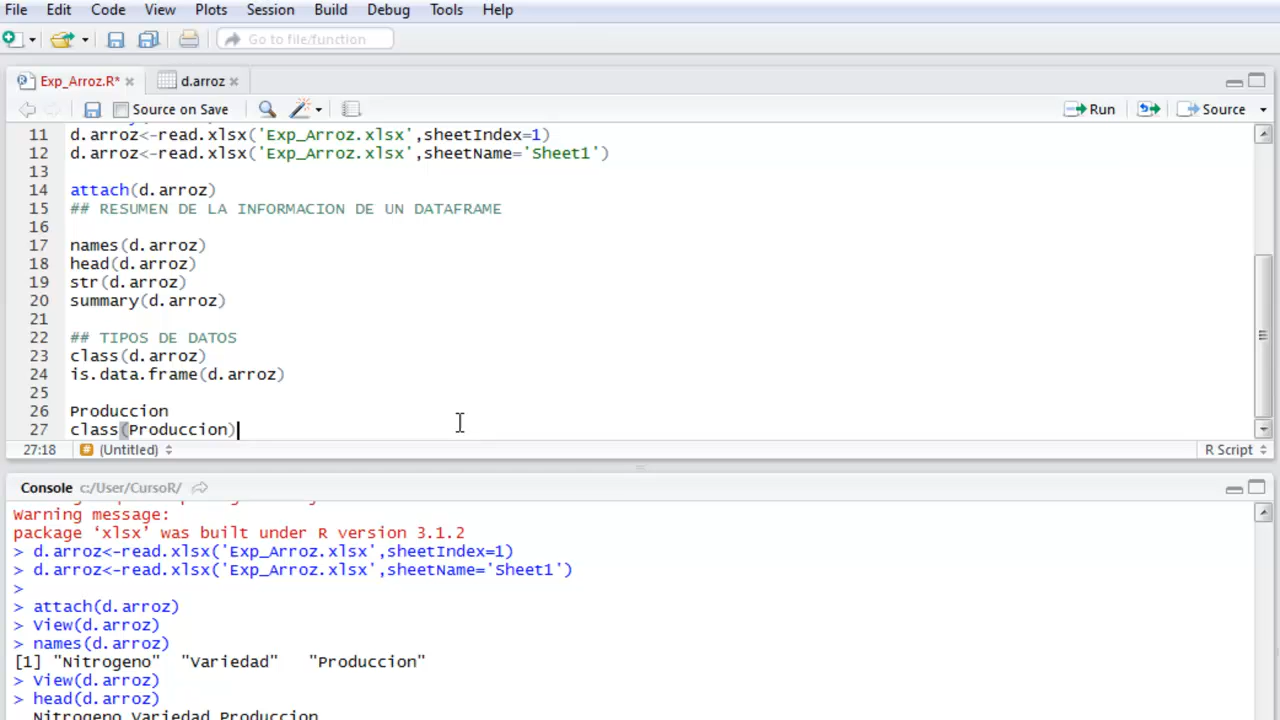 File Edit Code View Plots Session Build Debug Tools Help
Go to file/function
Exp_Arroz.R* d.arroz
Source on Save Run Source
11 d.arroz<-read.xlsx('Exp_Arroz.xlsx',sheetIndex=1)
12 d.arroz<-read.xlsx('Exp_Arroz.xlsx',sheetName='Sheet1')
13
14 attach(d.arroz)
15 ## RESUMEN DE LA INFORMACION DE UN DATAFRAME
16
17 names(d.arroz)
18 head(d.arroz)
19 str(d.arroz)
20 summary(d.arroz)
21
22 ## TIPOS DE DATOS
23 class(d.arroz)
24 is.data.frame(d.arroz)
25
26 Produccion
27 class(Produccion)
27:18 # (Untitled) R Script
Console c:/User/CursoR/
Warning message:
package ‘xlsx’ was built under R version 3.1.2
> d.arroz<-read.xlsx('Exp_Arroz.xlsx',sheetIndex=1)
> d.arroz<-read.xlsx('Exp_Arroz.xlsx',sheetName='Sheet1')
>
> attach(d.arroz)
> View(d.arroz)
> names(d.arroz)
[1] "Nitrogeno" "Variedad" "Produccion"
> View(d.arroz)
> head(d.arroz)
Nitrogeno Variedad Produccion